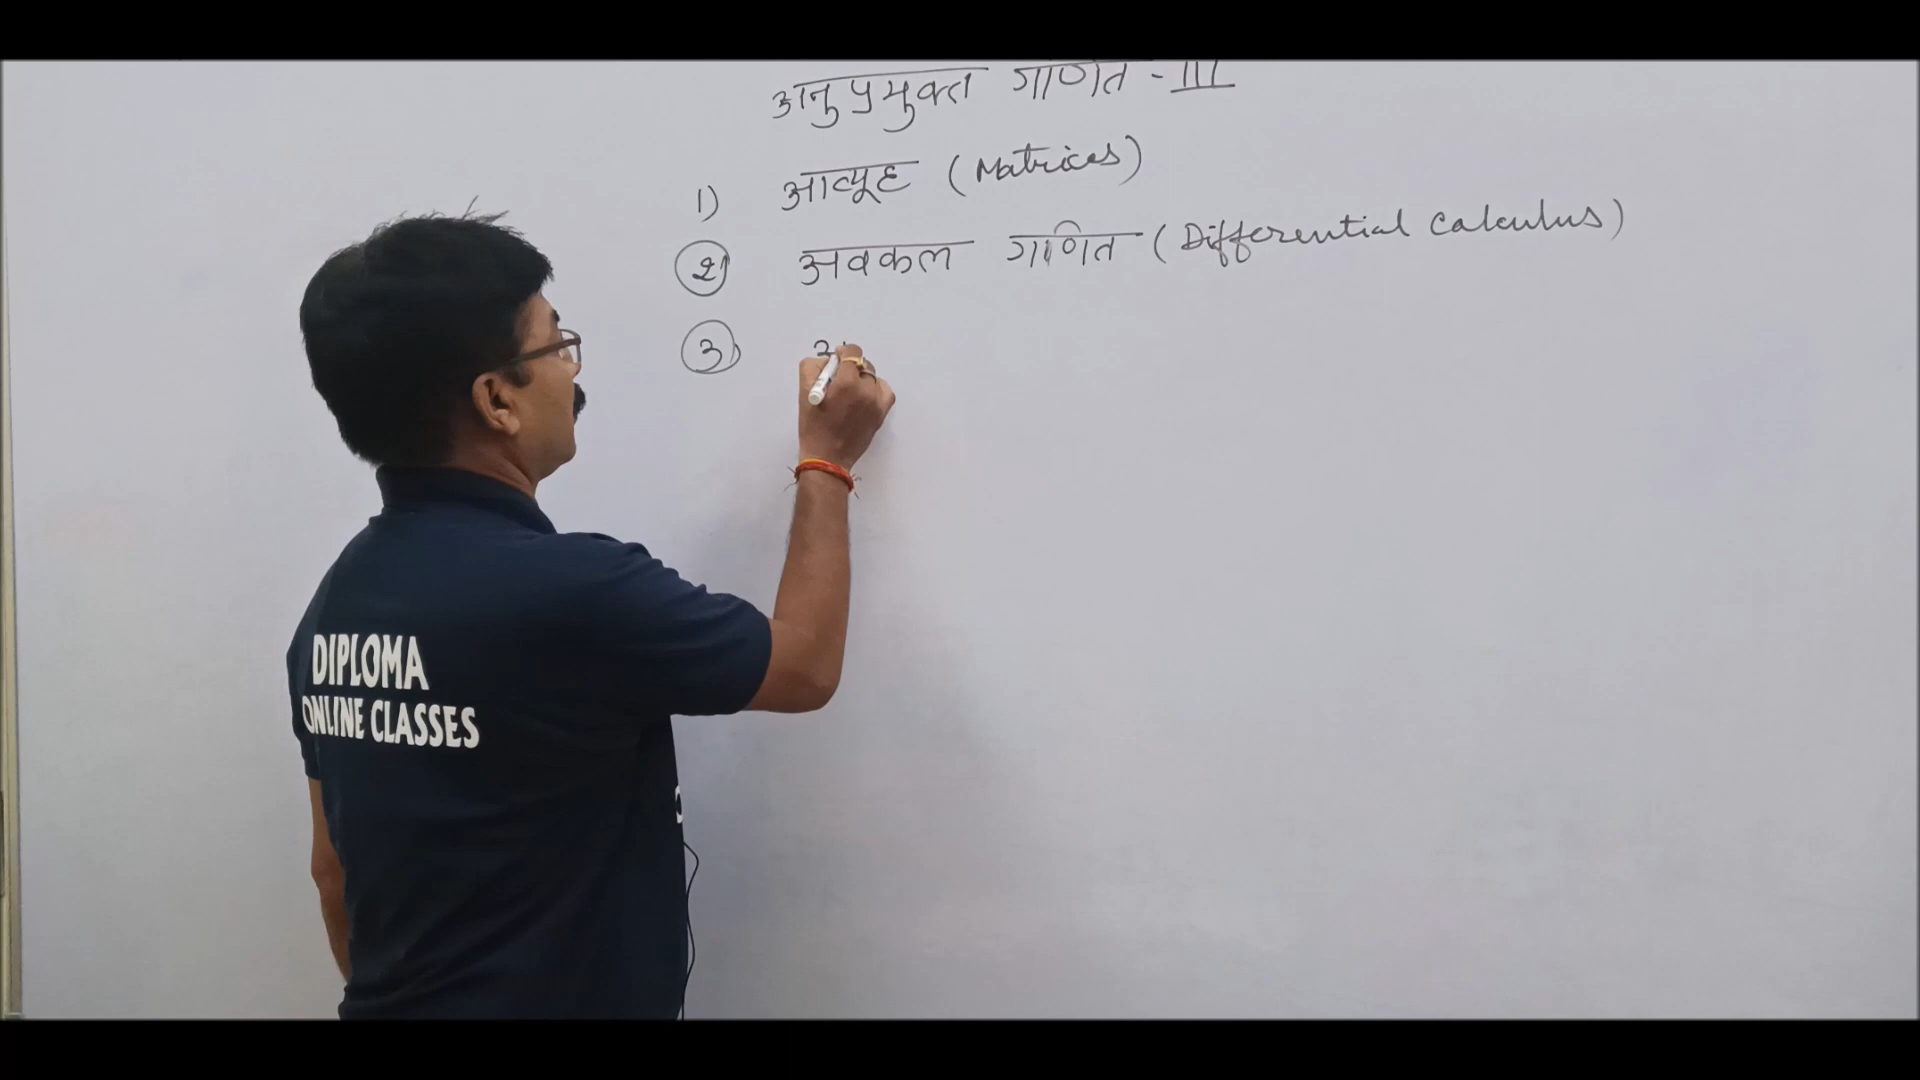 अनुप्रयुक्त गणित - III
1) आव्यूह (Matrices)
2) अवकल गणित (Differential Calculus)
3)
DIPLOMA
ONLINE CLASSES